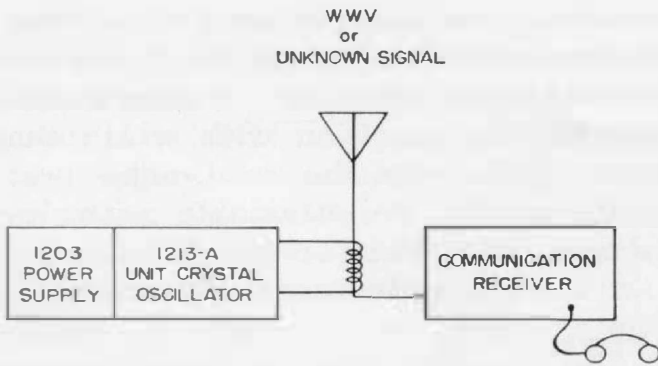 WWV
or
UNKNOWN SIGNAL
1203
POWER
SUPPLY
1213-A
UNIT CRYSTAL
OSCILLATOR
COMMUNICATION
RECEIVER